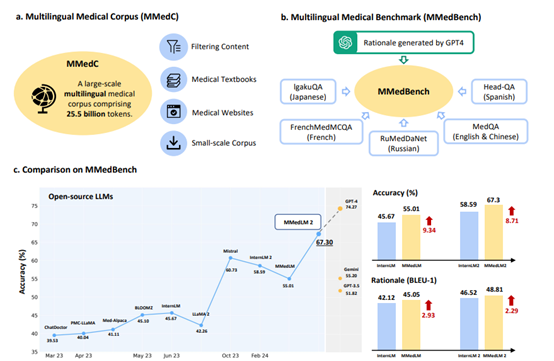 a. Multilingual Medical Corpus (MMedC)
MMedC
A large-scale
multilingual medical
corpus comprising
25.5 billion tokens.
Filtering Content
Medical Textbooks
Medical Websites
Small-scale Corpus
b. Multilingual Medical Benchmark (MMedBench)
Rationale generated by GPT4
MMedBench
IgakuQA
(Japanese)
Head-QA
(Spanish)
FrenchMedMCQA
(French)
RuMedDaNet
(Russian)
MedQA
(English & Chinese)
c. Comparison on MMedBench
Open-source LLMs
Accuracy (%)
75
70
65
60
55
50
45
40
35
ChatDoctor
39.53
PMC-LLaMA
40.04
Med-Alpaca
41.11
BLOOMZ
45.10
InternLM
45.67
LLaMA 2
42.26
Mistral
60.73
InternLM 2
58.59
MMedLM
55.01
MMedLM 2
67.30
GPT-4
74.27
Gemini
55.20
GPT-3.5
51.82
Mar 23
Apr 23
May 23
Jun 23
Oct 23
Feb-24
Accuracy (%)
45.67
55.01
9.34
58.59
67.3
8.71
InternLM
MMedLM
InternLM2
MMedLM2
Rationale (BLEU-1)
42.12
45.05
2.93
46.52
48.81
2.29
InternLM
MMedLM
InternLM 2
MMedLM 2